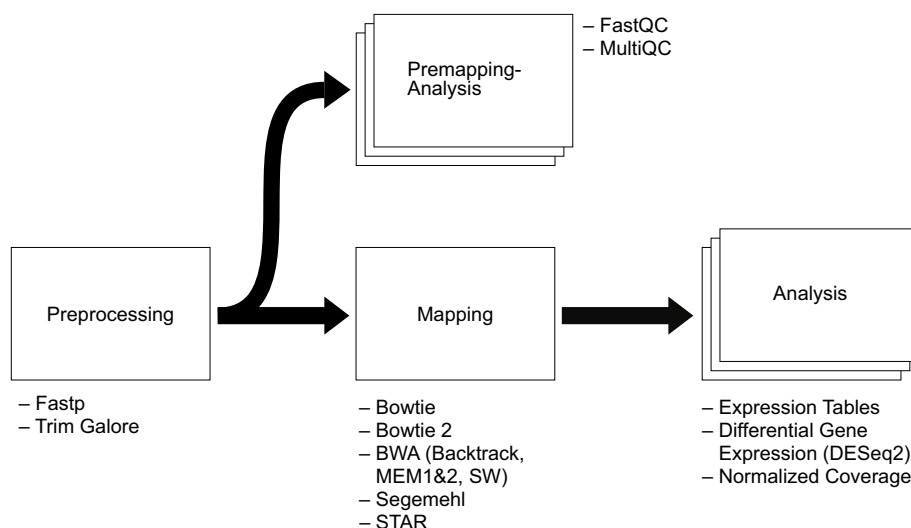 Premapping-
Analysis
– FastQC
– MultiQC
Preprocessing
– Fastp
– Trim Galore
Mapping
– Bowtie
– Bowtie 2
– BWA (Backtrack,
MEM1&2, SW)
– Segemehl
– STAR
Analysis
– Expression Tables
– Differential Gene
Expression (DESeq2)
– Normalized Coverage